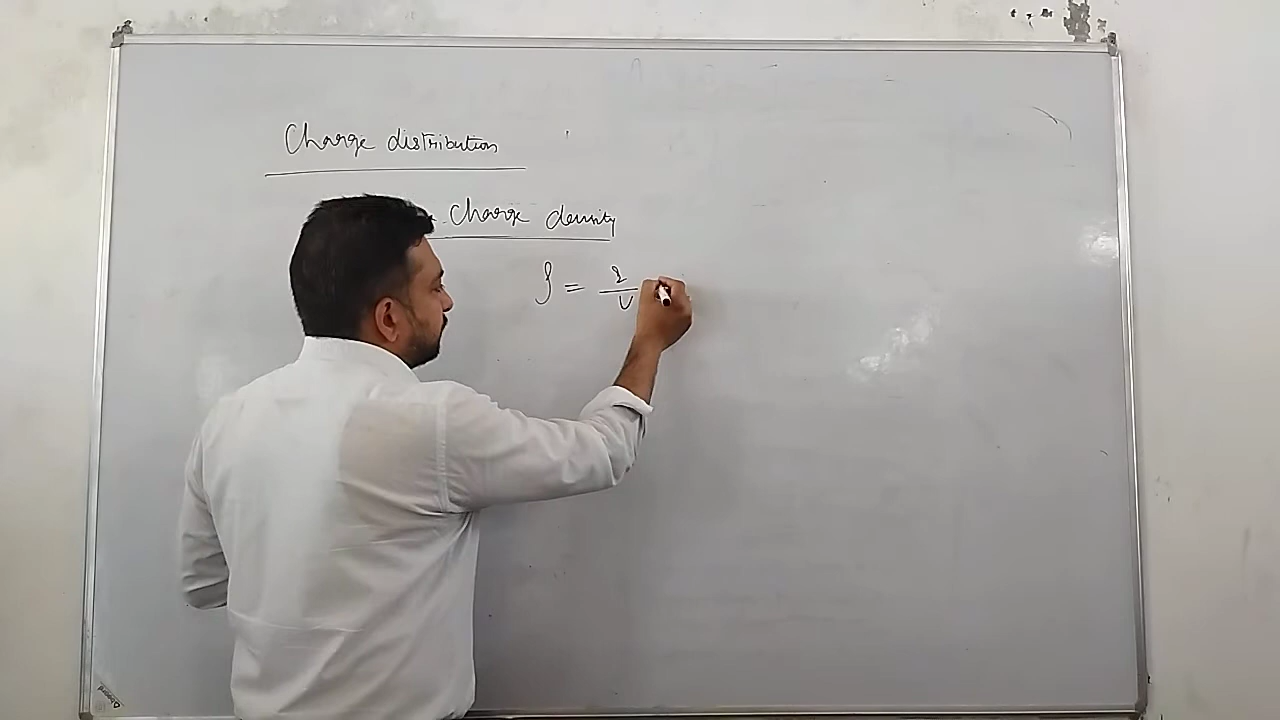 Charge distribution
Charge density
ρ = q/v